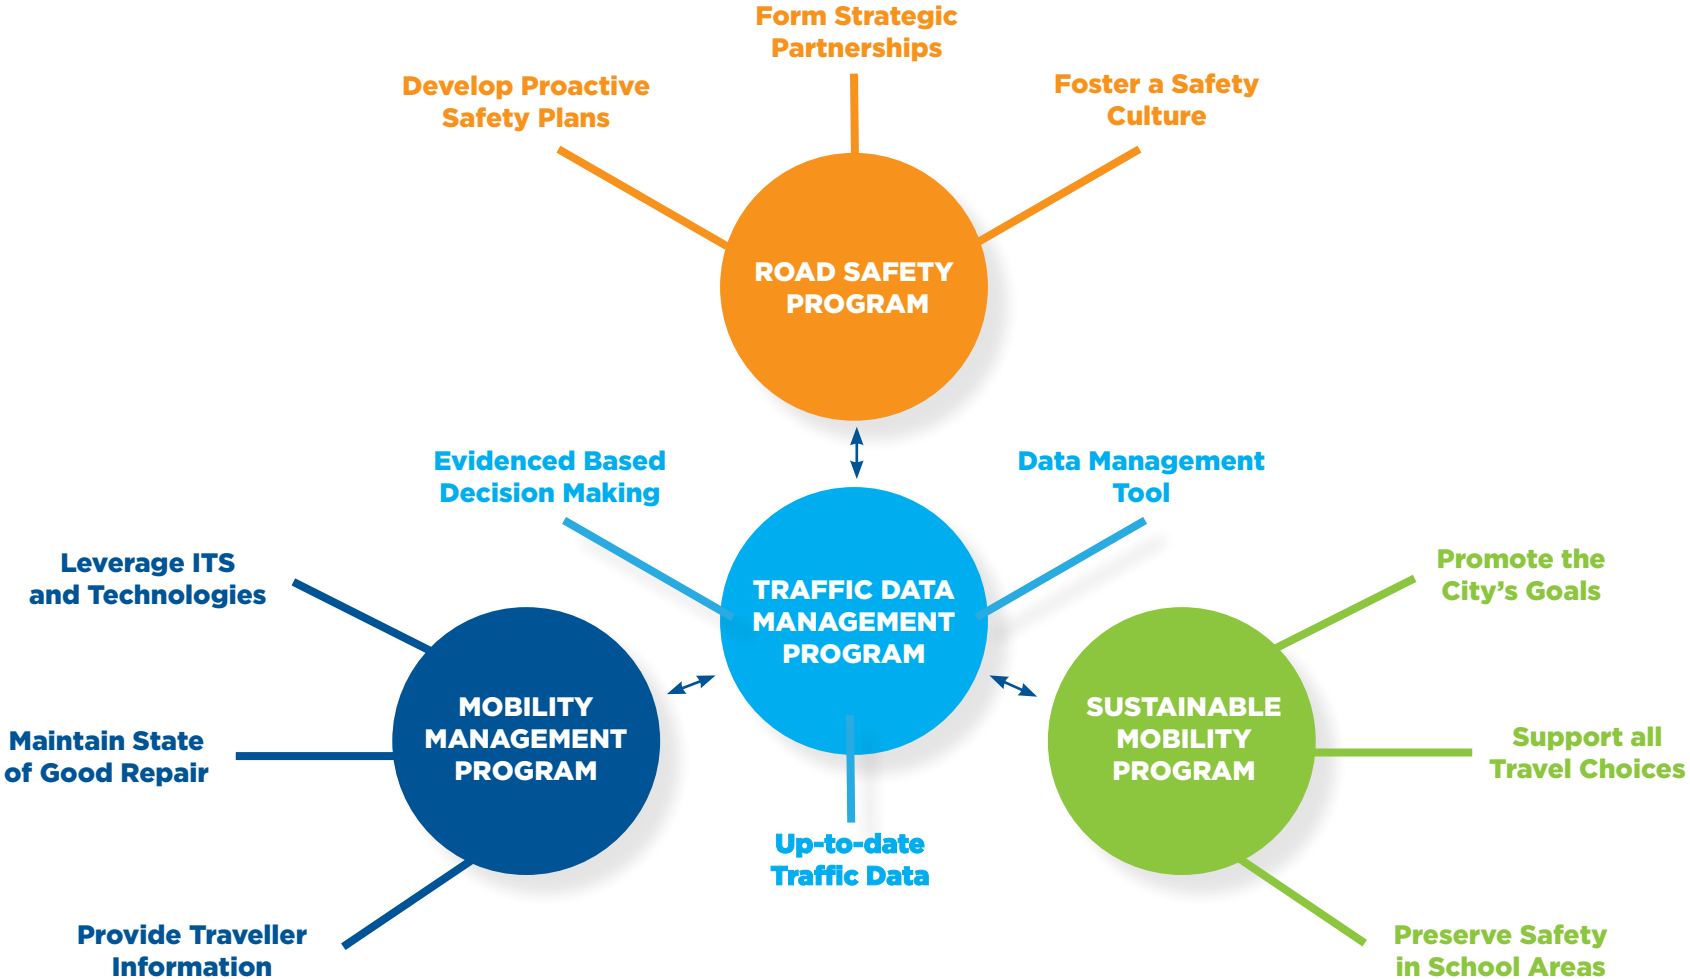 Form Strategic
Partnerships
Develop Proactive
Safety Plans
Foster a Safety
Culture
ROAD SAFETY
PROGRAM
Evidenced Based
Decision Making
Data Management
Tool
TRAFFIC DATA
MANAGEMENT
PROGRAM
Up-to-date
Traffic Data
Leverage ITS
and Technologies
Maintain State
of Good Repair
MOBILITY
MANAGEMENT
PROGRAM
Provide Traveller
Information
Promote the
City's Goals
SUSTAINABLE
MOBILITY
PROGRAM
Support all
Travel Choices
Preserve Safety
in School Areas